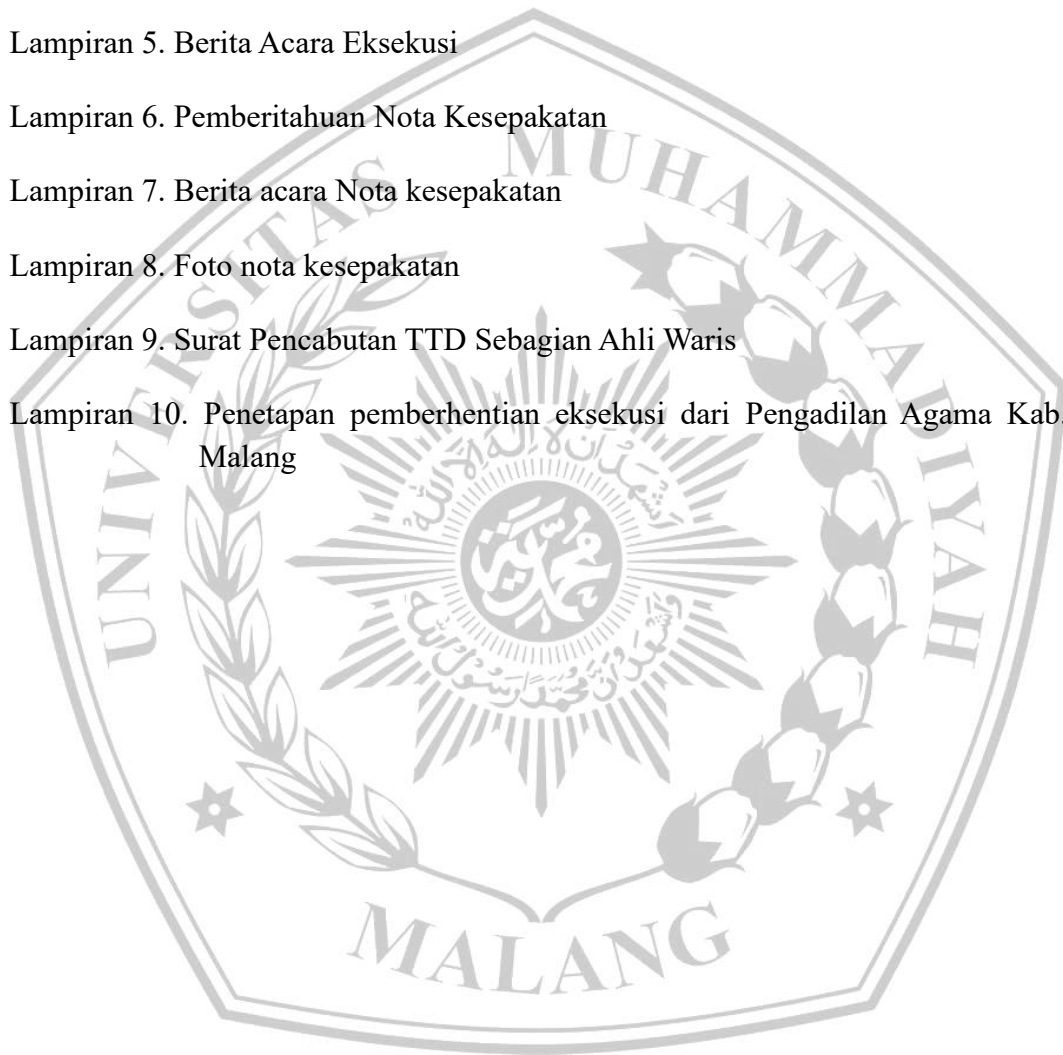 Lampiran 5. Berita Acara Eksekusi
Lampiran 6. Pemberitahuan Nota Kesepakatan
Lampiran 7. Berita acara Nota kesepakatan
Lampiran 8. Foto nota kesepakatan
Lampiran 9. Surat Pencabutan TTD Sebagian Ahli Waris
Lampiran 10. Penetapan pemberhentian eksekusi dari Pengadilan Agama Kab.
Malang
UNIVERSITAS MUHAMMADIYAH
MALANG